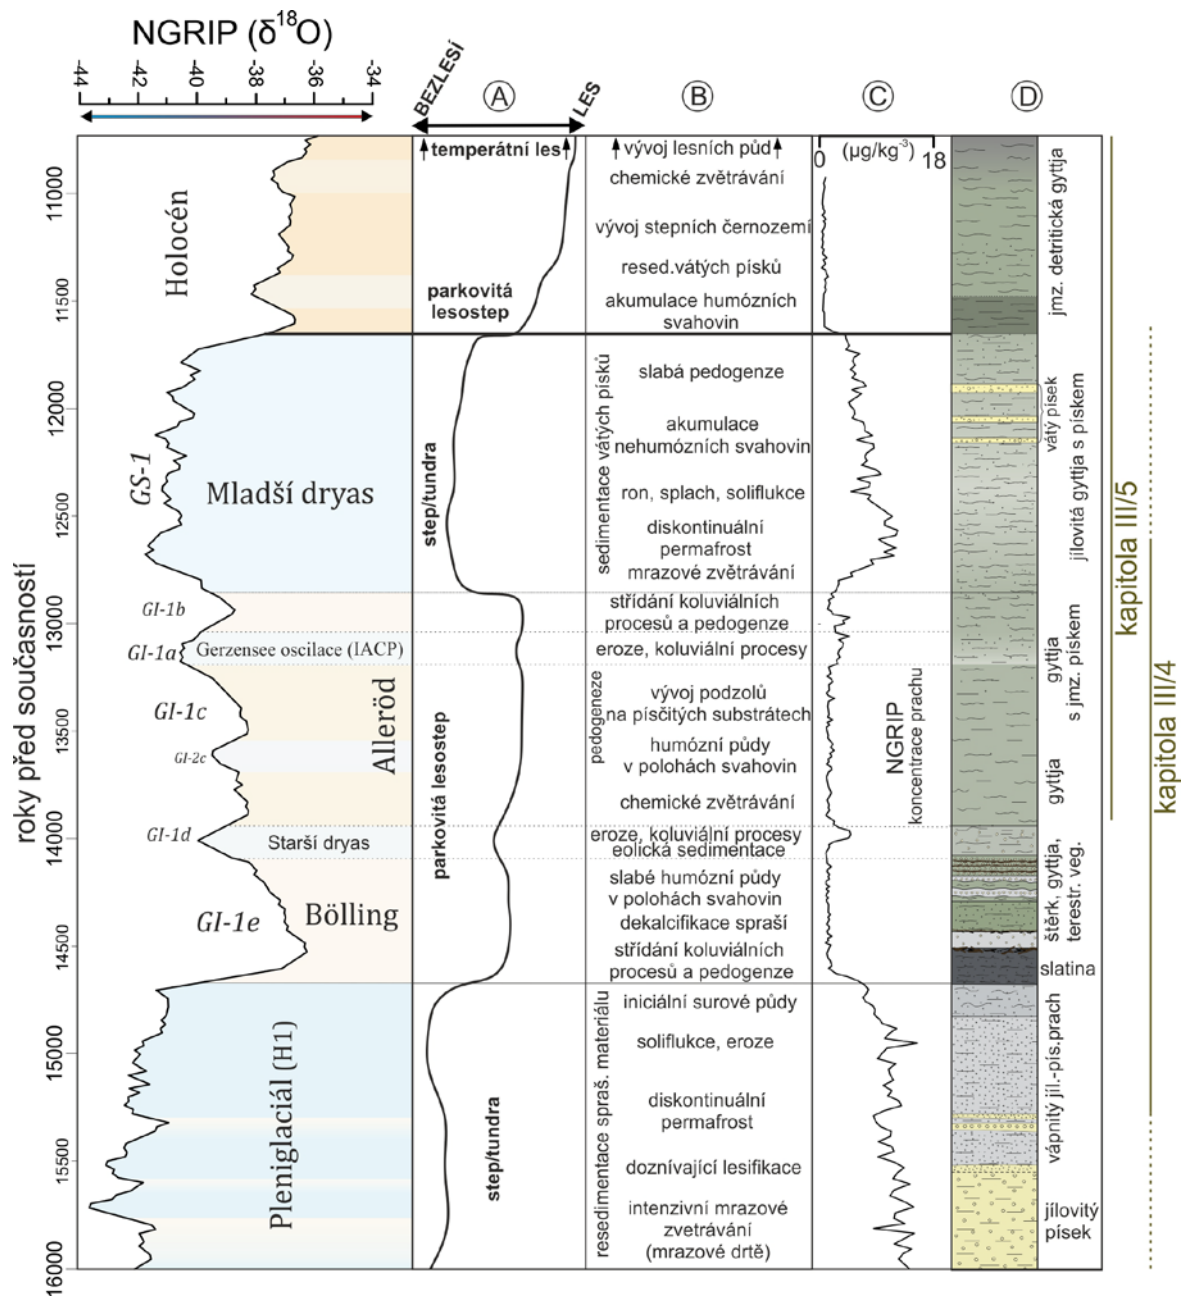 NGRIP (δ18O)
-44
-42
-40
-38
-36
-34
BEZLESÍ
LES
A
B
C
D
roky před současností
11000
11500
12000
12500
13000
13500
14000
14500
15000
15500
16000
Holocén
GS-1
Mladší dryas
GI-1b
GI-1a
Gerzensee oscilace (IACP)
GI-1c
GI-2c
Alleröd
GI-1d
Starší dryas
GI-1e
Bölling
Pleniglaciál (H1)
temperátní les
parkovitá
lesostep
step/tundra
parkovitá lesostep
step/tundra
vývoj lesních půd
chemické zvětrávání
vývoj stepních černozemí
resed.vátých písků
akumulace humózních
svahovin
sedimentace vátých písků
slabá pedogenze
akumulace
nehumózních svahovin
ron, splach, soliflukce
diskontinuální
permafrost
mrazové zvětrávání
střídání koluviálních
procesů a pedogenze
eroze, koluviální procesy
pedogeneze
vývoj podzolů
na písčitých substrátech
humózní půdy
v polohách svahovin
chemické zvětrávání
eroze, koluviální procesy
eolická sedimentace
slabé humózní půdy
v polohách svahovin
dekalcifikace spraší
střídání koluviálních
procesů a pedogenze
resedimentace spraš. materiálu
iniciální surové půdy
soliflukce, eroze
diskontinuální
permafrost
doznívající lesifikace
intenzivní mrazové
zvetrávání
(mrazové drtě)
0 (µg/kg-3) 18
NGRIP
koncentrace prachu
jmz. detritická gyttja
vátý písek
jílovitá gyttja s pískem
gyttja
s jmz. pískem
gyttja
štěrk, gyttja,
terestr. veg.
slatina
vápnitý jíl.-pís.prach
jílovitý
písek
kapitola III/5
kapitola III/4